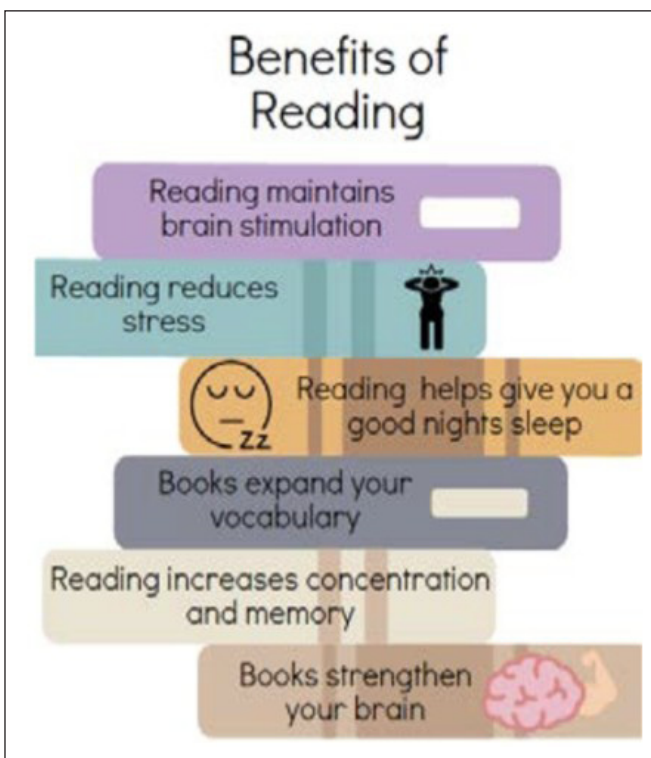 Benefits of
Reading
Reading maintains
brain stimulation
Reading reduces
stress
zz
Reading helps give you a
good nights sleep
Books expand your
vocabulary
Reading increases concentration
and memory
Books strengthen
your brain